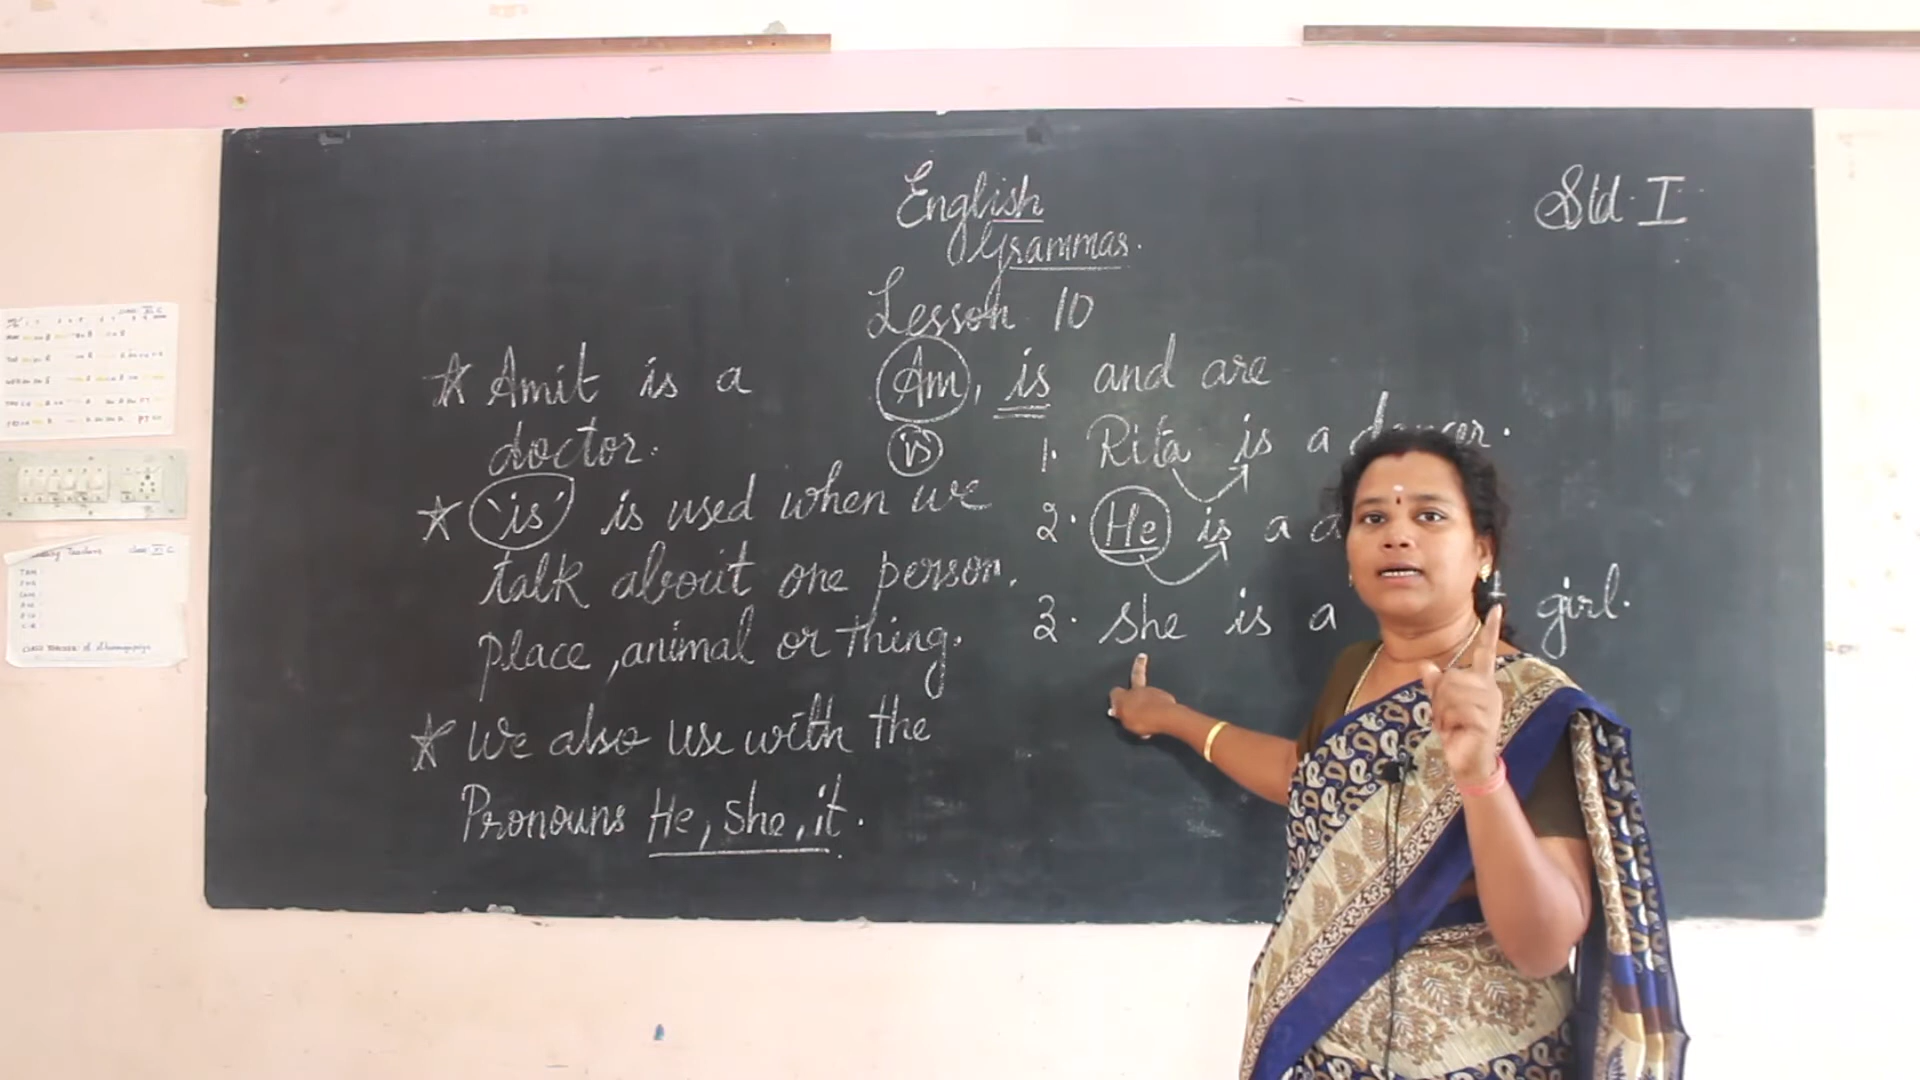 English
Grammar.
Std. I
Lesson 10
Am, is and are
is
* Amit is a
doctor.
* 'is' is used when we
talk about one person,
place, animal or thing.
* We also use with the
Pronouns He, she, it.
1. Rita is a dancer.
2. He is a
3. she is a girl.